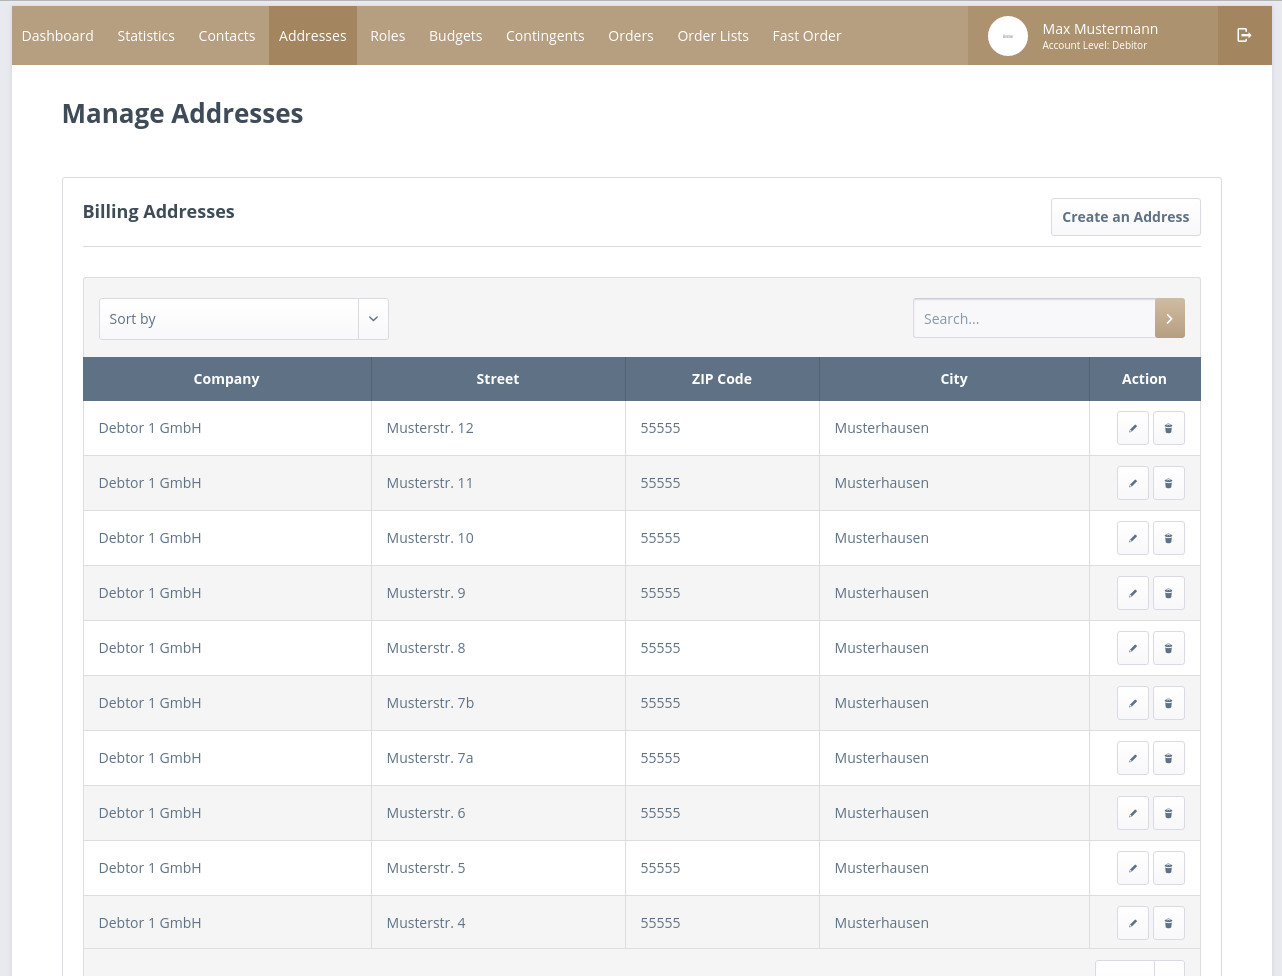 Dashboard Statistics Contacts Addresses Roles Budgets Contingents Orders Order Lists Fast Order Max Mustermann
Account Level: Debitor
Manage Addresses
Billing Addresses Create an Address
Sort by Search...
Company Street ZIP Code City Action
Debtor 1 GmbH Musterstr. 12 55555 Musterhausen
Debtor 1 GmbH Musterstr. 11 55555 Musterhausen
Debtor 1 GmbH Musterstr. 10 55555 Musterhausen
Debtor 1 GmbH Musterstr. 9 55555 Musterhausen
Debtor 1 GmbH Musterstr. 8 55555 Musterhausen
Debtor 1 GmbH Musterstr. 7b 55555 Musterhausen
Debtor 1 GmbH Musterstr. 7a 55555 Musterhausen
Debtor 1 GmbH Musterstr. 6 55555 Musterhausen
Debtor 1 GmbH Musterstr. 5 55555 Musterhausen
Debtor 1 GmbH Musterstr. 4 55555 Musterhausen